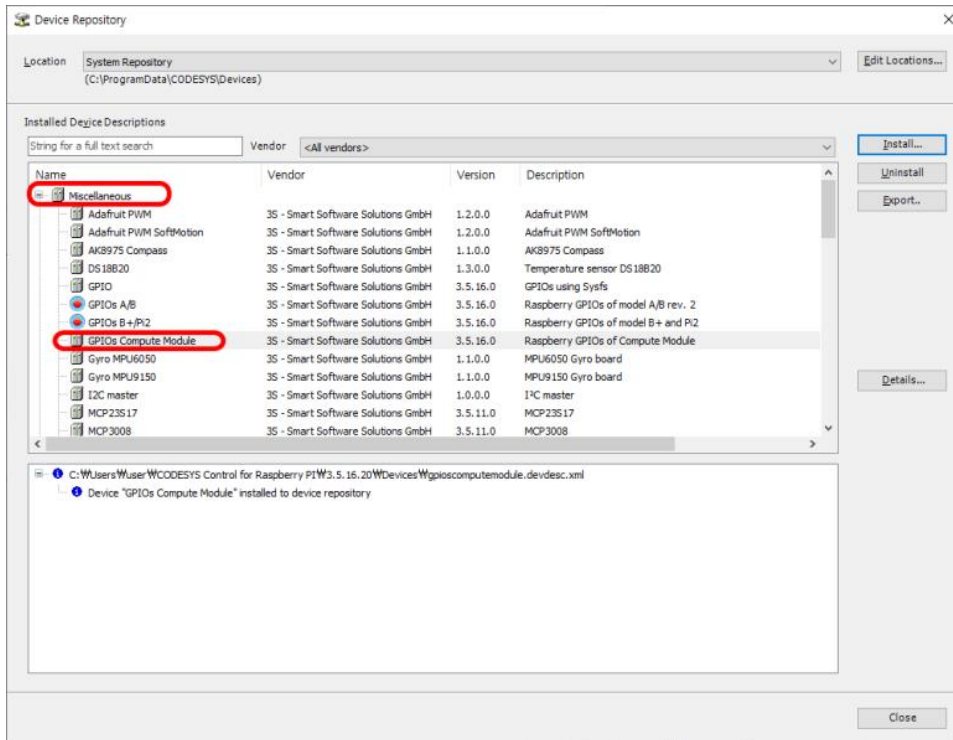 Device Repository
Location System Repository Edit Locations...
(C:\ProgramData\CODESYS\Devices)
Installed Device Descriptions
String for a full text search Vendor <All vendors> Install...
Name Vendor Version Description Uninstall
Miscellaneous Export..
Adafruit PWM 3S - Smart Software Solutions GmbH 1.2.0.0 Adafruit PWM
Adafruit PWM SoftMotion 3S - Smart Software Solutions GmbH 1.2.0.0 Adafruit PWM SoftMotion
AK8975 Compass 3S - Smart Software Solutions GmbH 1.1.0.0 AK8975 Compass
DS18B20 3S - Smart Software Solutions GmbH 1.3.0.0 Temperature sensor DS18B20
GPIO 3S - Smart Software Solutions GmbH 3.5.16.0 GPIOs using Sysfs
GPIOs A/B 3S - Smart Software Solutions GmbH 3.5.16.0 Raspberry GPIOs of model A/B rev. 2
GPIOs B+/Pi2 3S - Smart Software Solutions GmbH 3.5.16.0 Raspberry GPIOs of model B+ and Pi2
GPIOs Compute Module 3S - Smart Software Solutions GmbH 3.5.16.0 Raspberry GPIOs of Compute Module
Gyro MPU6050 3S - Smart Software Solutions GmbH 1.1.0.0 MPU6050 Gyro board
Gyro MPU9150 3S - Smart Software Solutions GmbH 1.1.0.0 MPU9150 Gyro board Details...
I2C master 3S - Smart Software Solutions GmbH 1.0.0.0 I²C master
MCP23S17 3S - Smart Software Solutions GmbH 3.5.11.0 MCP23S17
MCP3008 3S - Smart Software Solutions GmbH 3.5.11.0 MCP3008
C:₩Users₩user₩CODESYS Control for Raspberry PI₩3.5.16.20₩Devices₩gpioscomputemodule.devdesc.xml
Device "GPIOs Compute Module" installed to device repository
Close